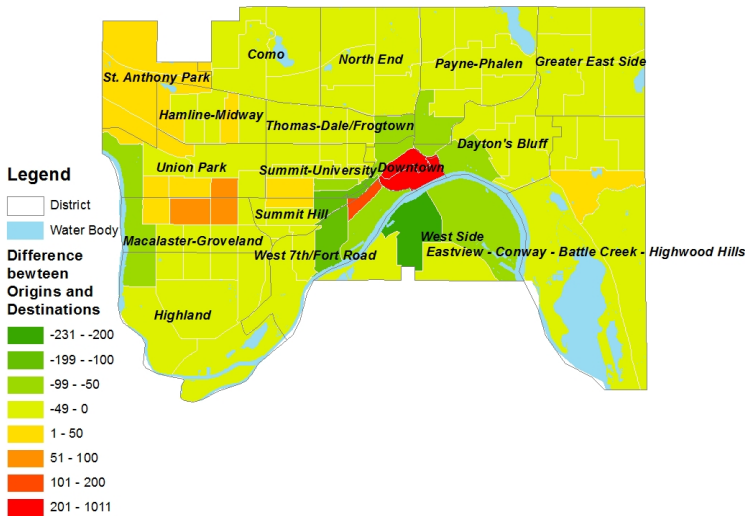 Como
North End
Payne-Phalen
Greater East Side
St. Anthony Park
Hamline-Midway
Thomas-Dale/Frogtown
Dayton's Bluff
Union Park
Summit-University
Downtown
Summit Hill
Macalaster-Groveland
West 7th/Fort Road
West Side
Eastview - Conway - Battle Creek - Highwood Hills
Highland
Legend
District
Water Body
Difference
bewteen
Origins and
Destinations
-231 - -200
-199 - -100
-99 - -50
-49 - 0
1 - 50
51 - 100
101 - 200
201 - 1011